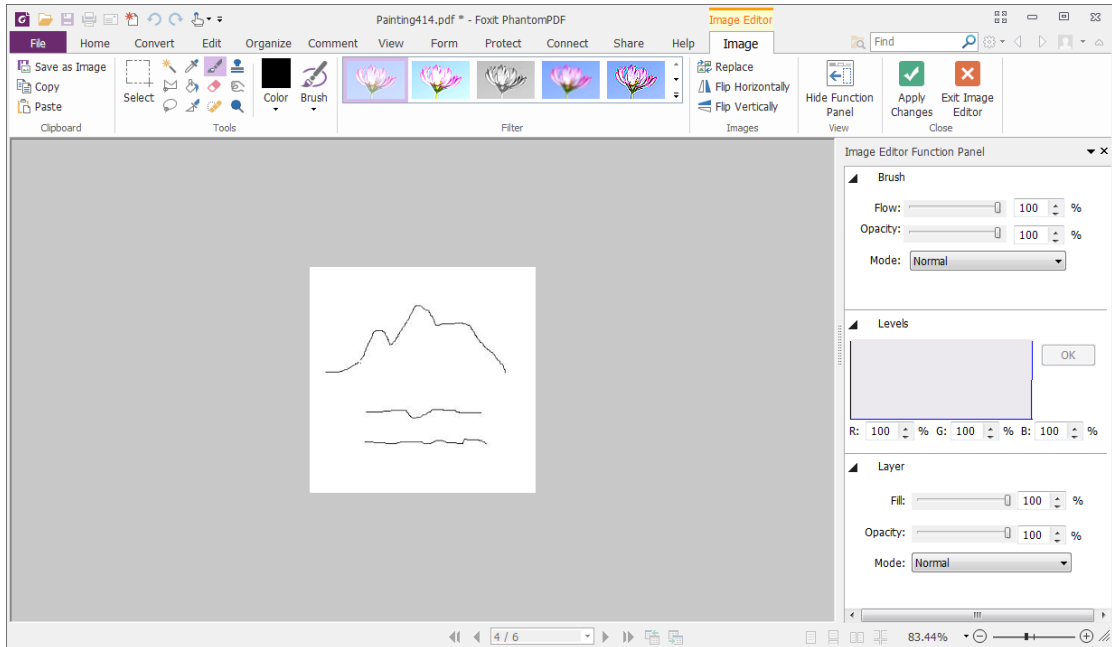 Painting414.pdf * - Foxit PhantomPDF
Image Editor
File Home Convert Edit Organize Comment View Form Protect Connect Share Help Image
Find
Save as Image
Copy
Paste
Clipboard
Select
Tools
Color
Brush
Filter
Replace
Flip Horizontally
Flip Vertically
Images
Hide Function
Panel
View
Apply
Changes
Exit Image
Editor
Close
Image Editor Function Panel
Brush
Flow: 100 %
Opacity: 100 %
Mode: Normal
Levels
OK
R: 100 % G: 100 % B: 100 %
Layer
Fill: 100 %
Opacity: 100 %
Mode: Normal
4 / 6
83.44%